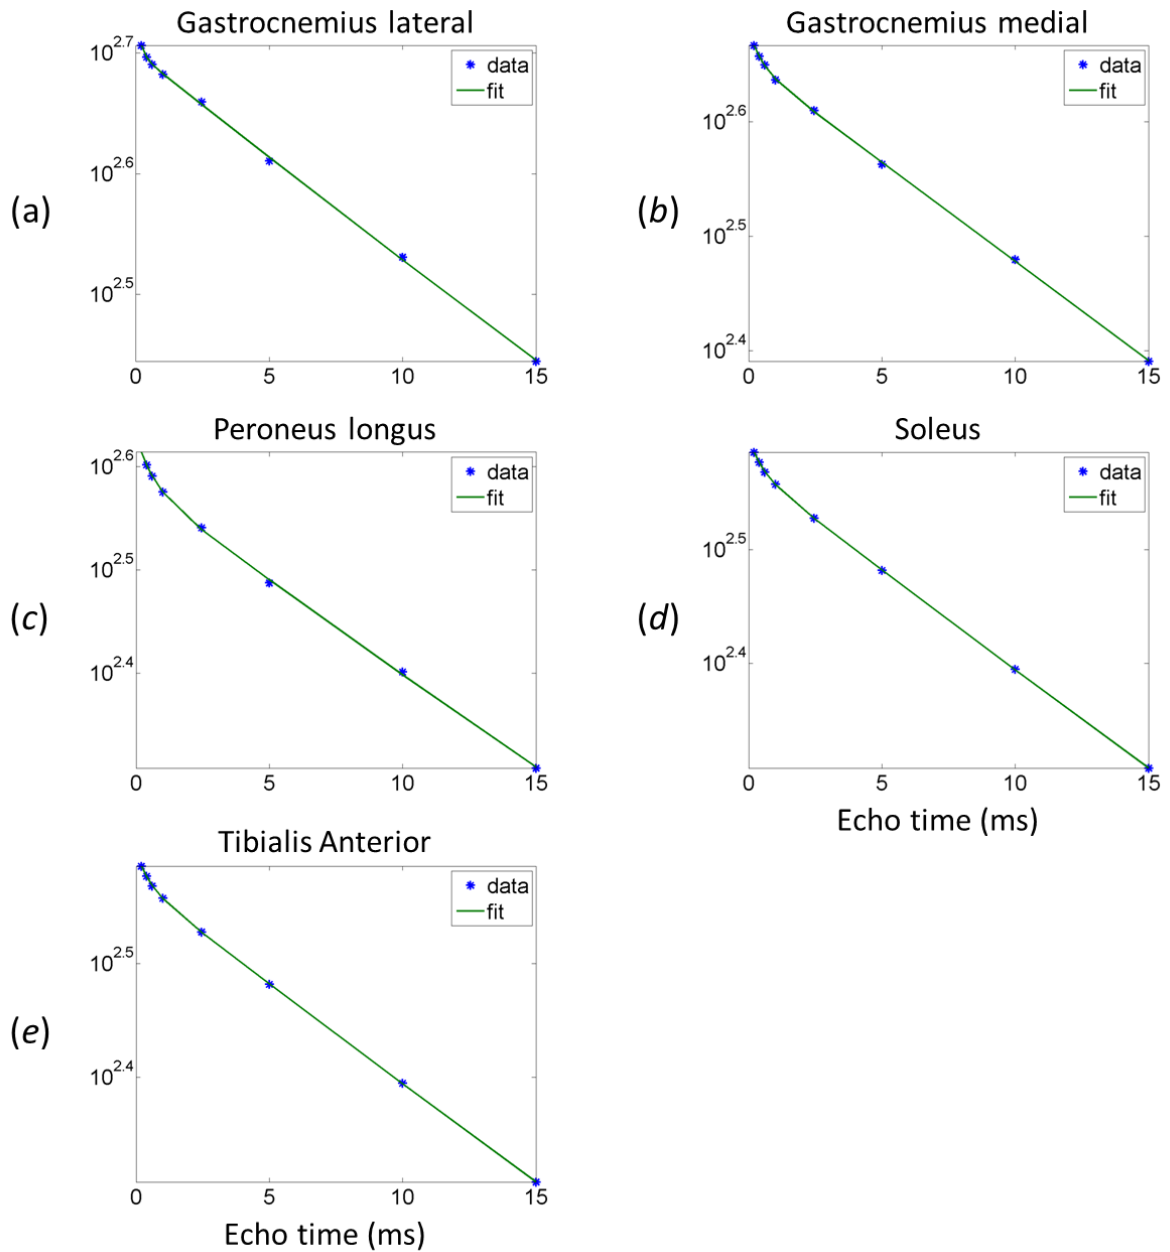 Gastrocnemius lateral
10^2.7
10^2.6
10^2.5
0 5 10 15
data
fit
(a)
Gastrocnemius medial
10^2.6
10^2.5
10^2.4
0 5 10 15
data
fit
(b)
Peroneus longus
10^2.6
10^2.5
10^2.4
0 5 10 15
data
fit
(c)
Soleus
10^2.5
10^2.4
0 5 10 15
data
fit
(d)
Echo time (ms)
Tibialis Anterior
10^2.5
10^2.4
0 5 10 15
data
fit
(e)
Echo time (ms)